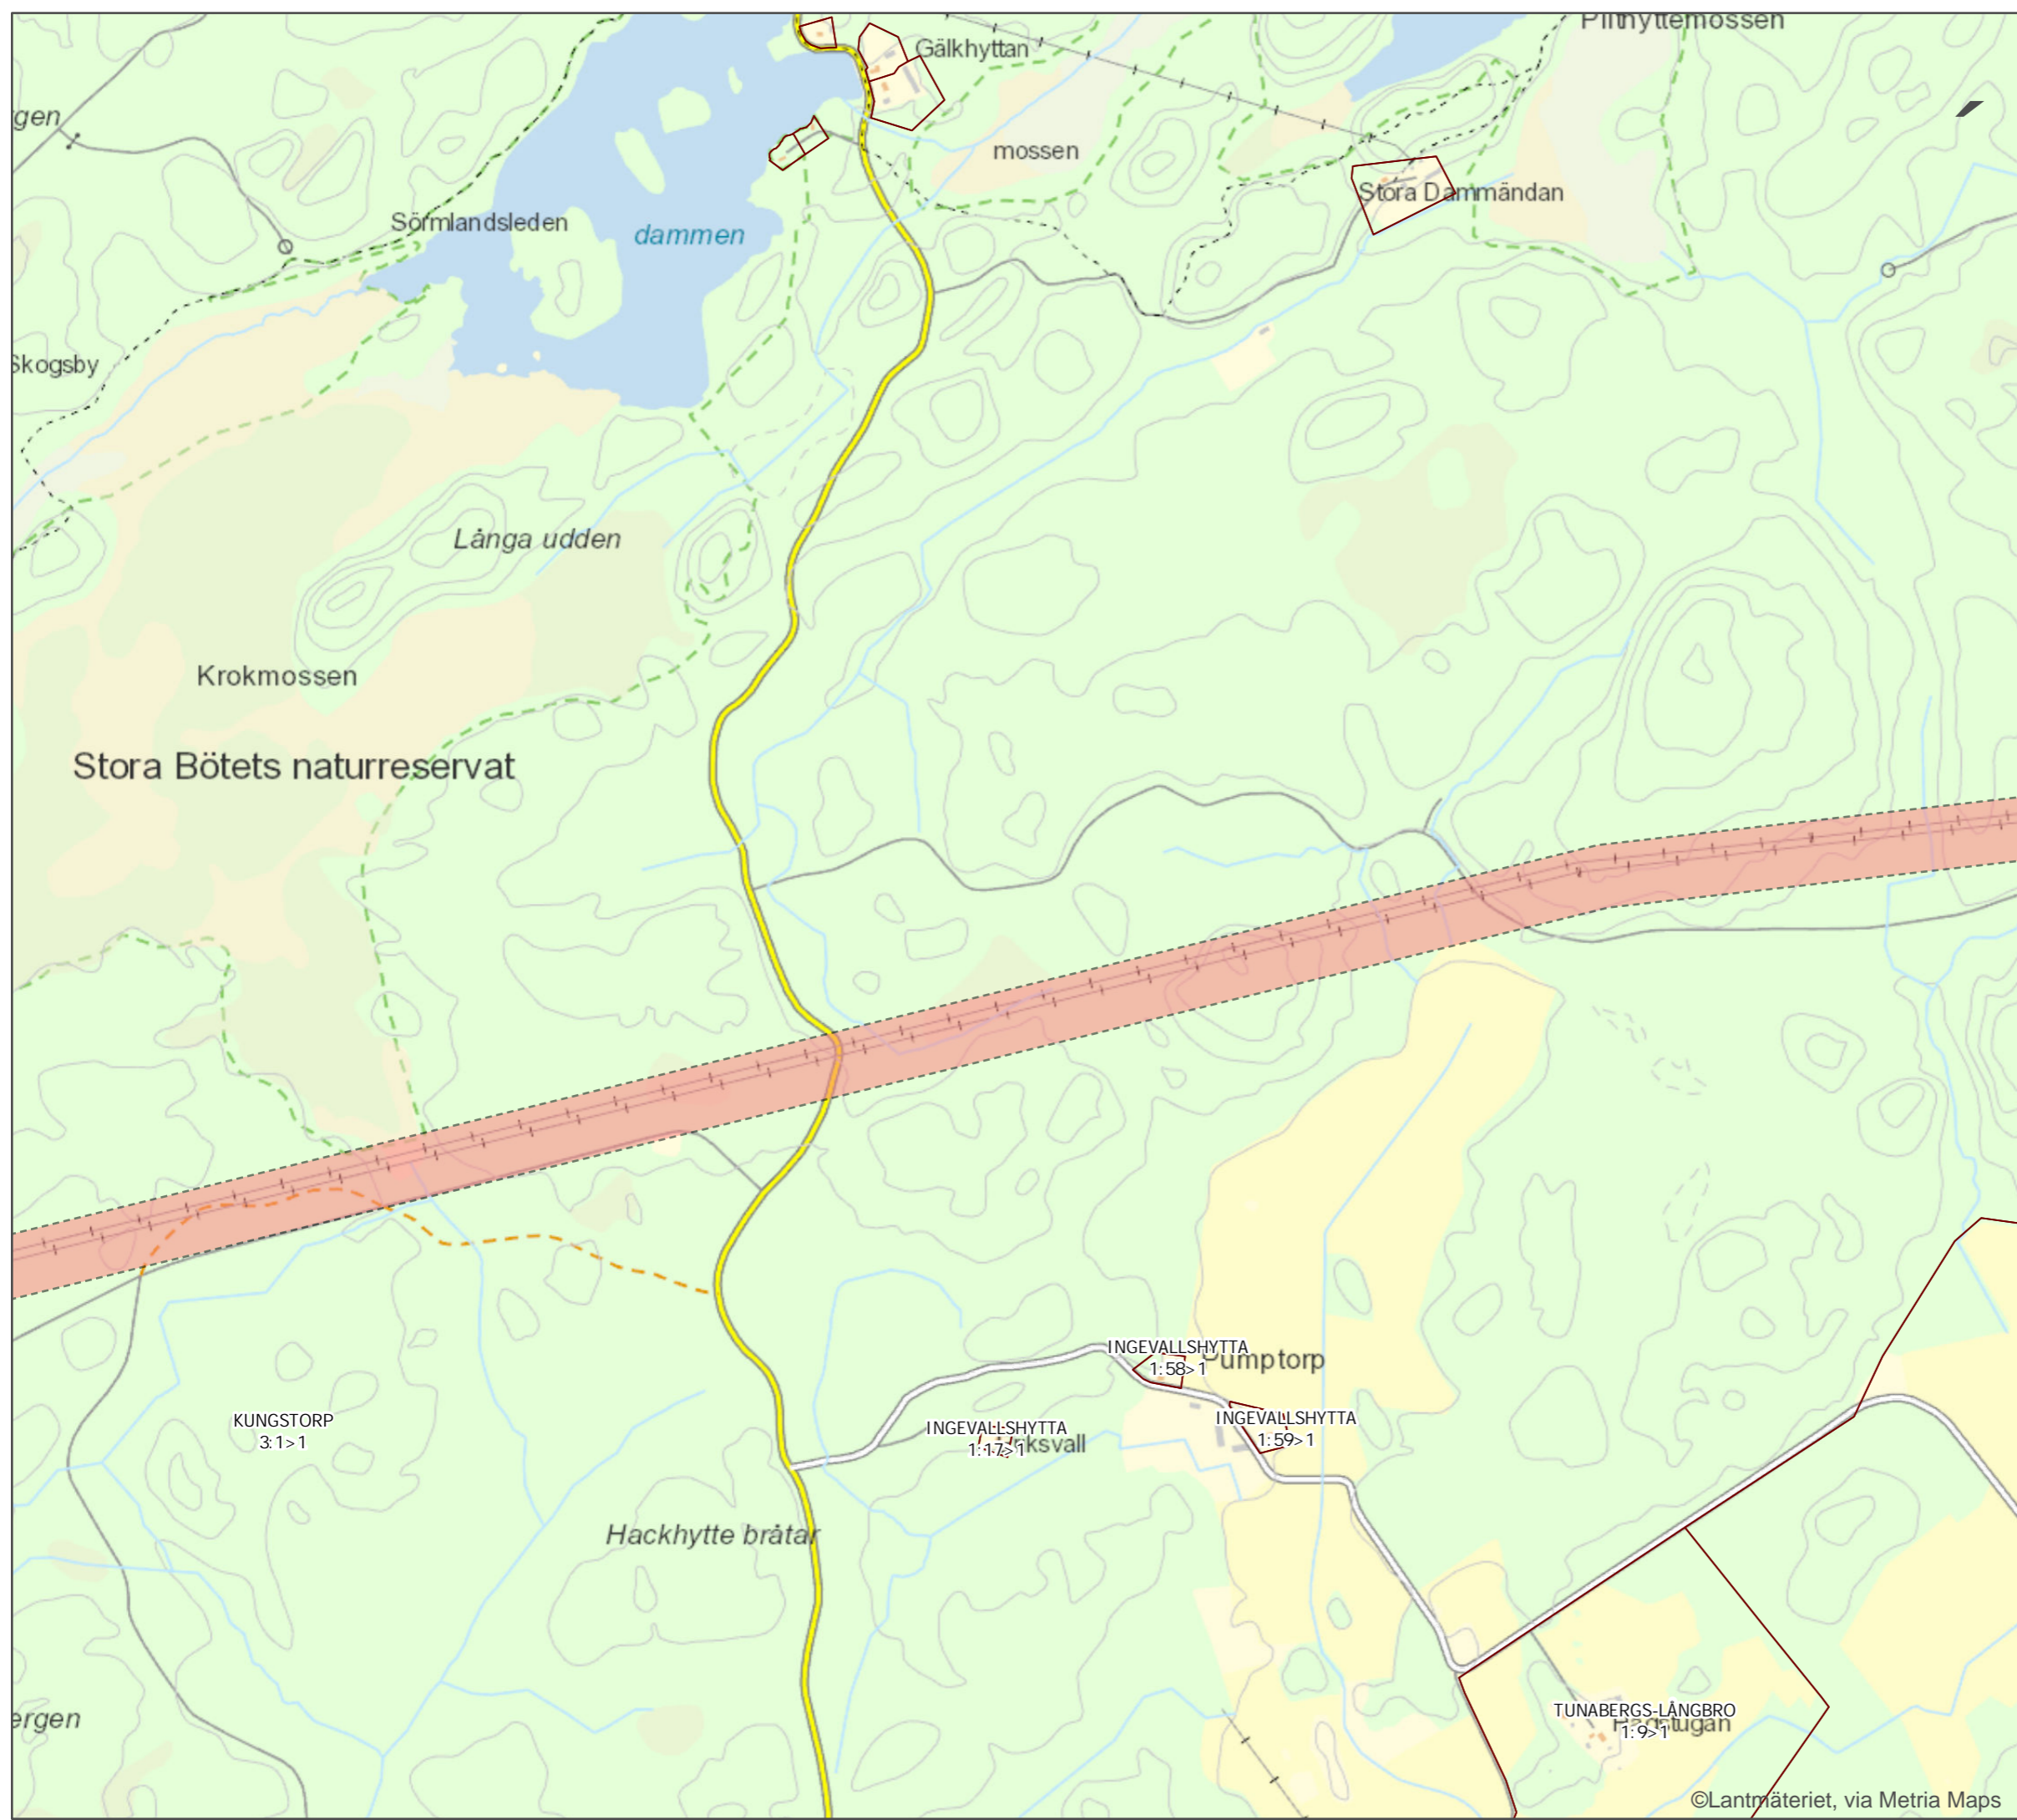 Pilthyttemossen
Gälkhyttan
gen
mossen
Stora Dammändan
Sörmlandsleden
dammen
Skogsby
Långa udden
Krokmossen
Stora Bötets naturreservat
INGEVALLSHYTTA
1:58>1
Pumptorp
KUNGSTORP
3:1>1
INGEVALLSHYTTA
1:17>1
INGEVALLSHYTTA
1:59>1
Hackhytte bråtar
ergen
TUNABERGS-LÅNGBRO
1:9>1
©Lantmäteriet, via Metria Maps